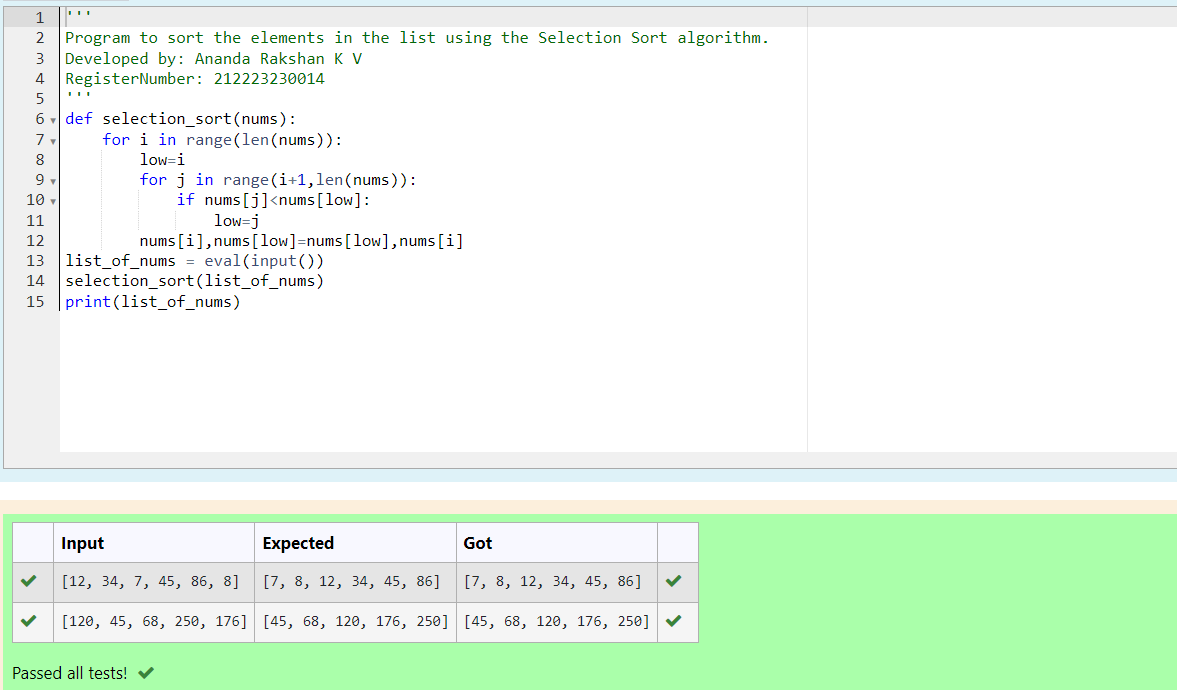 1 '''
2 Program to sort the elements in the list using the Selection Sort algorithm.
3 Developed by: Ananda Rakshan K V
4 RegisterNumber: 212223230014
5 '''
6 def selection_sort(nums):
7     for i in range(len(nums)):
8         low=i
9         for j in range(i+1,len(nums)):
10             if nums[j]<nums[low]:
11                 low=j
12         nums[i],nums[low]=nums[low],nums[i]
13 list_of_nums = eval(input())
14 selection_sort(list_of_nums)
15 print(list_of_nums)
Input Expected Got
[12, 34, 7, 45, 86, 8] [7, 8, 12, 34, 45, 86] [7, 8, 12, 34, 45, 86]
[120, 45, 68, 250, 176] [45, 68, 120, 176, 250] [45, 68, 120, 176, 250]
Passed all tests!